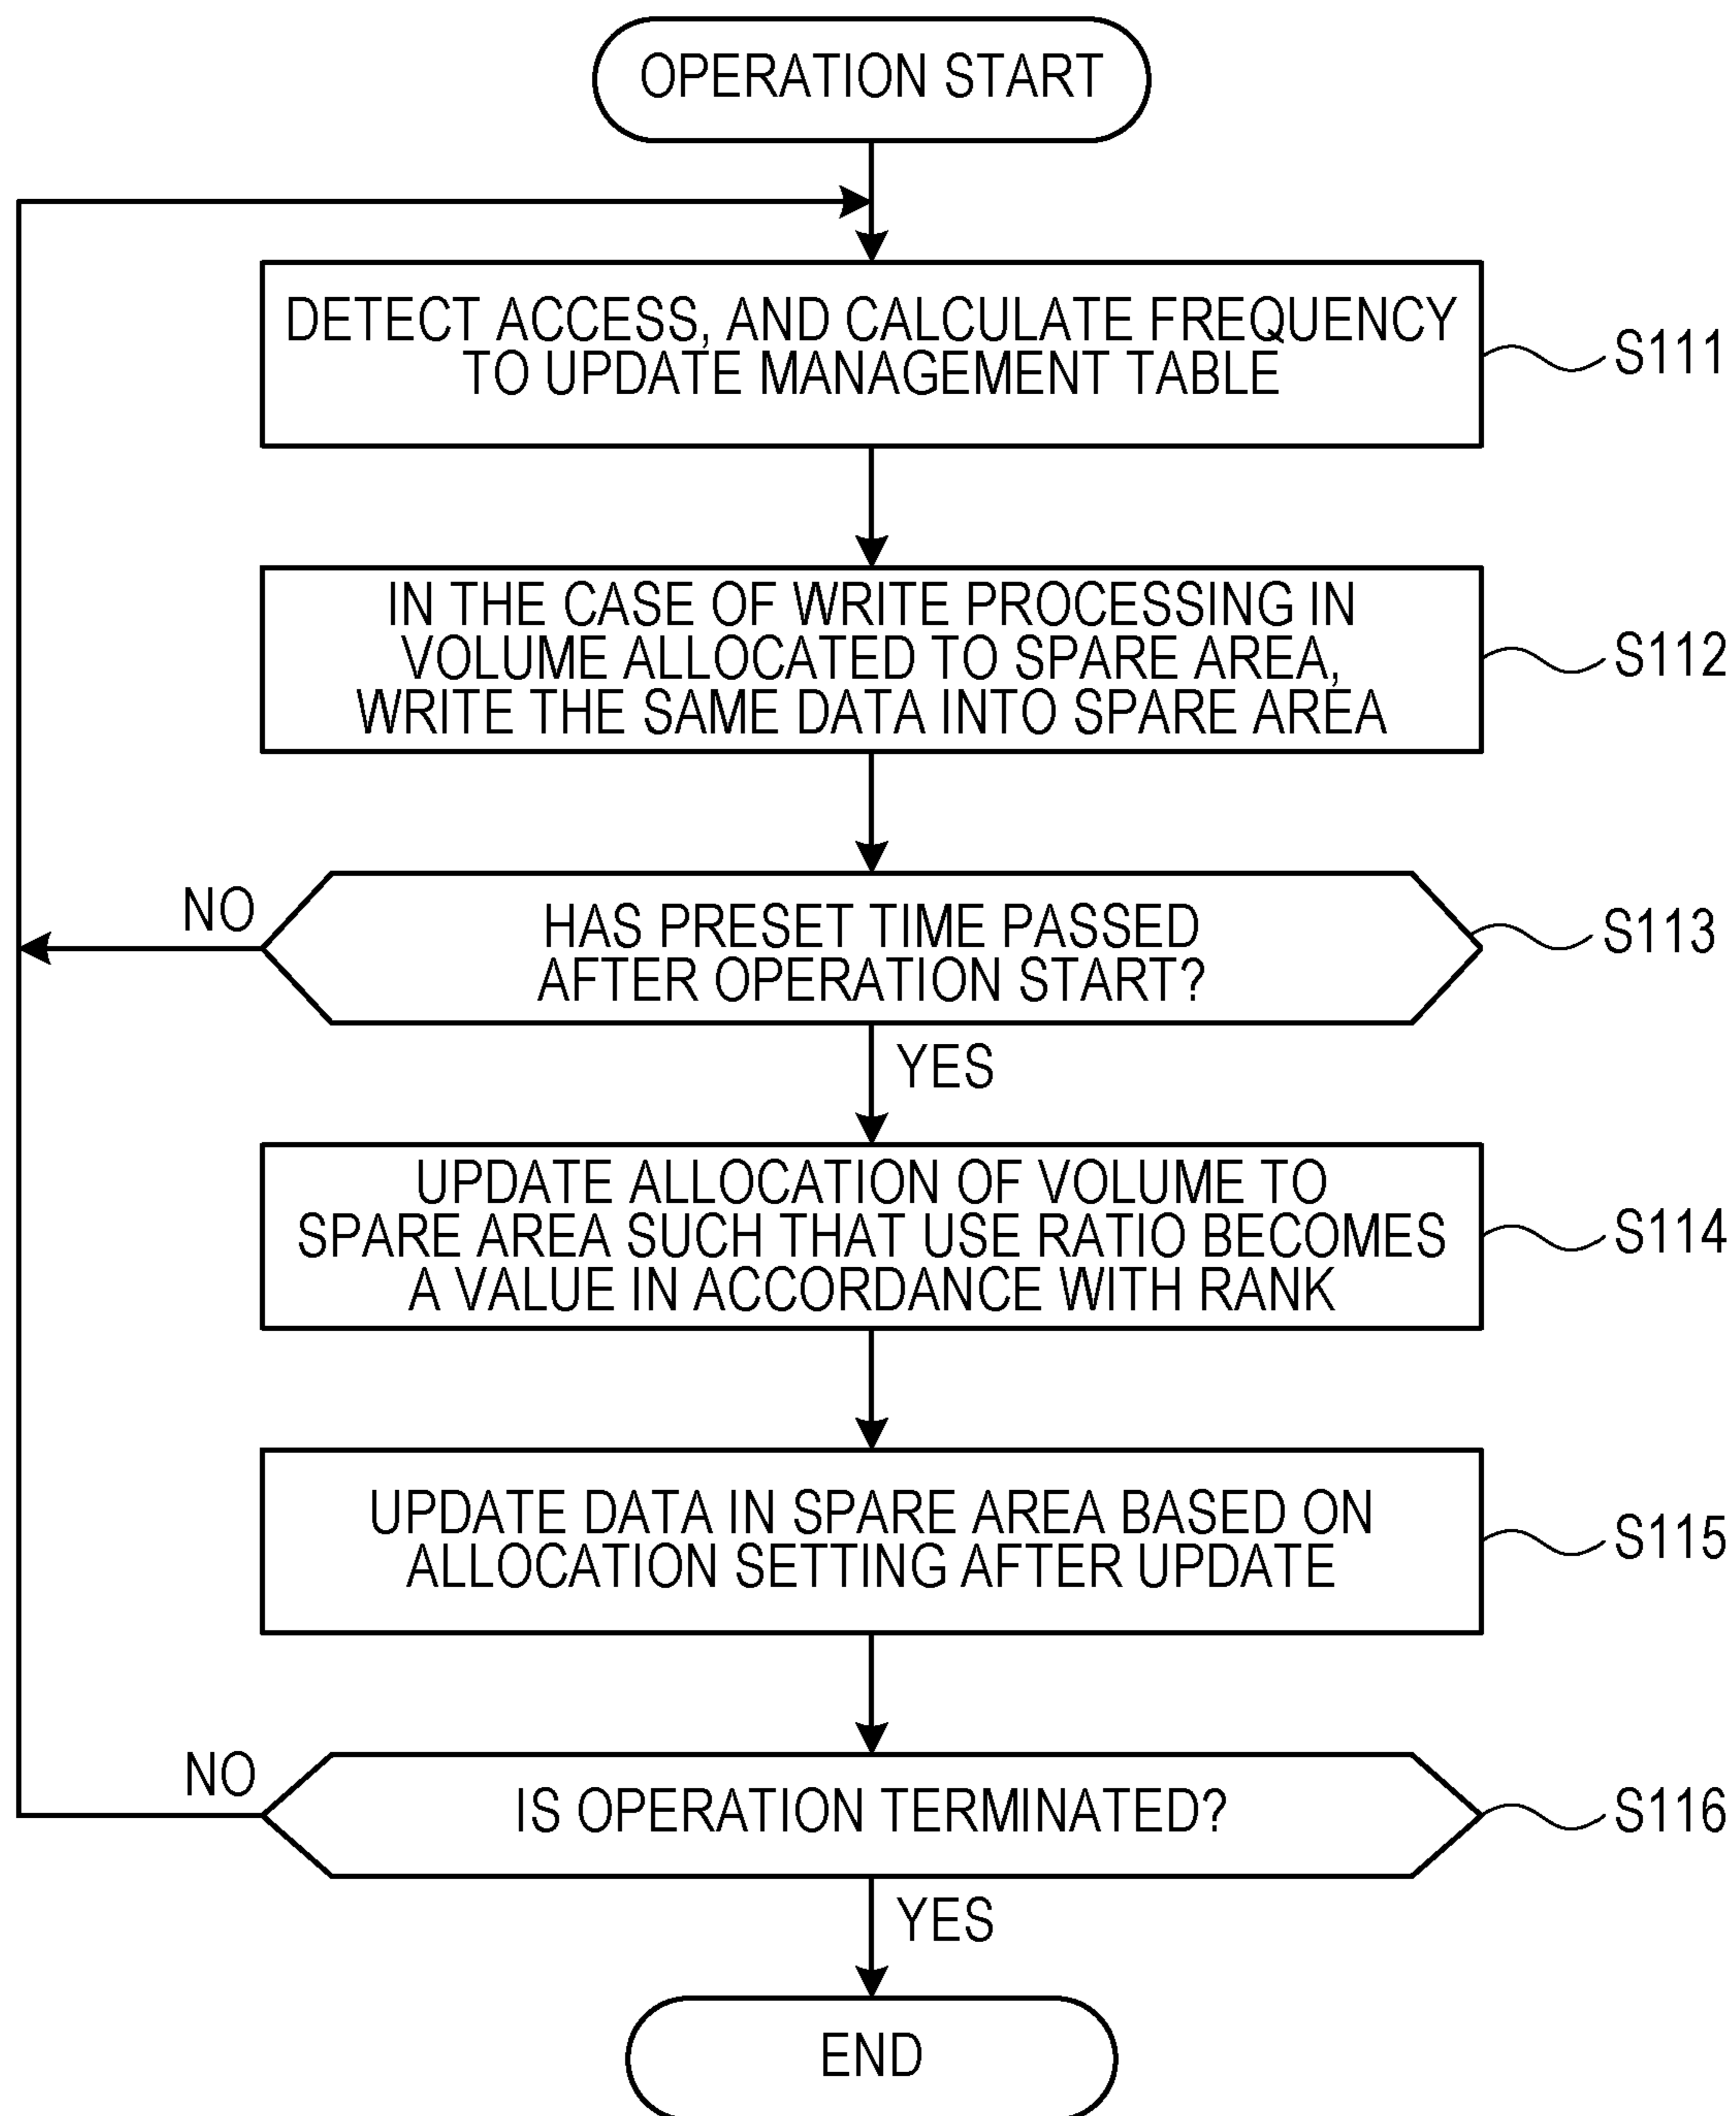 OPERATION START
DETECT ACCESS, AND CALCULATE FREQUENCY
TO UPDATE MANAGEMENT TABLE
S111
IN THE CASE OF WRITE PROCESSING IN
VOLUME ALLOCATED TO SPARE AREA,
WRITE THE SAME DATA INTO SPARE AREA
S112
NO
HAS PRESET TIME PASSED
AFTER OPERATION START?
S113
YES
UPDATE ALLOCATION OF VOLUME TO
SPARE AREA SUCH THAT USE RATIO BECOMES
A VALUE IN ACCORDANCE WITH RANK
S114
UPDATE DATA IN SPARE AREA BASED ON
ALLOCATION SETTING AFTER UPDATE
S115
NO
IS OPERATION TERMINATED?
S116
YES
END